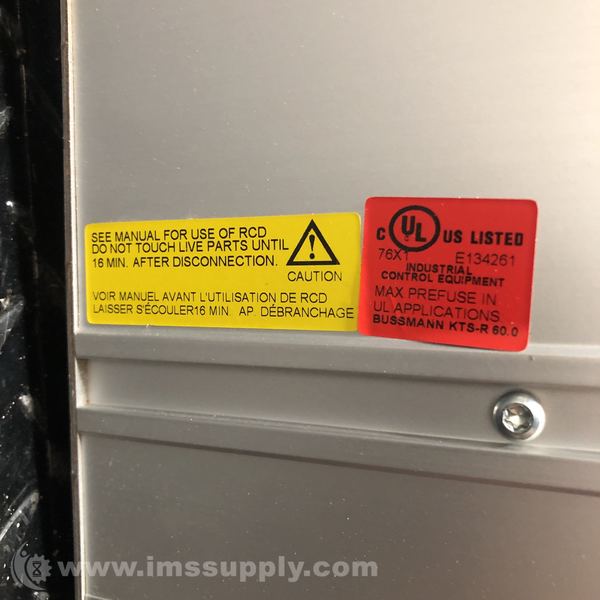 SEE MANUAL FOR USE OF RCD
DO NOT TOUCH LIVE PARTS UNTIL
16 MIN. AFTER DISCONNECTION.
CAUTION
VOIR MANUEL AVANT L'UTILISATION DE RCD
LAISSER S'ÉCOULER16 MIN. AP. DÉBRANCHAGE
C UL US LISTED
76X1 E134261
INDUSTRIAL
CONTROL EQUIPMENT
MAX PREFUSE IN
UL APPLICATIONS
BUSSMANN KTS-R 60.0
www.imssupply.com